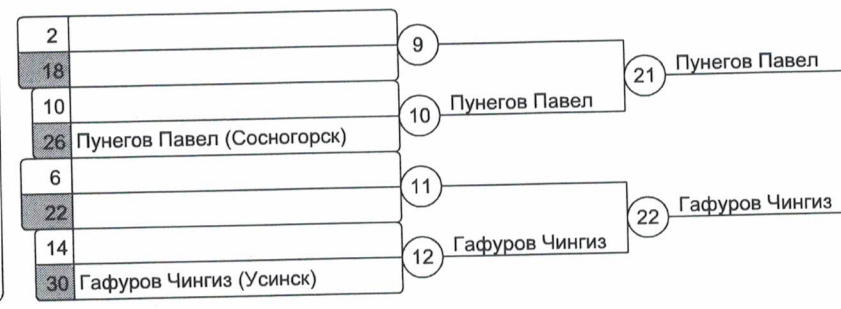 2
9
18
Пунегов Павел
21
10
Пунегов Павел
10
26 Пунегов Павел (Сосногорск)
6
11
22
Гафуров Чингиз
22
14
Гафуров Чингиз
12
30 Гафуров Чингиз (Усинск)